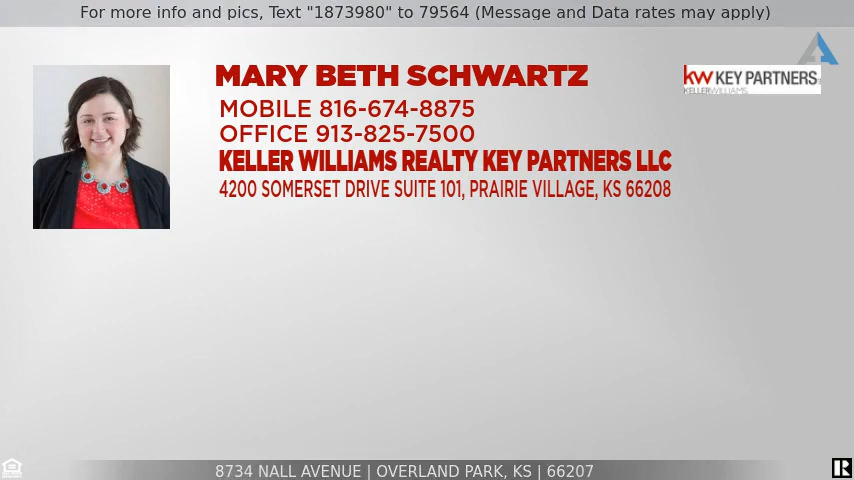 For more info and pics, Text "1873980" to 79564 (Message and Data rates may apply)
MARY BETH SCHWARTZ
MOBILE 816-674-8875
OFFICE 913-825-7500
KELLER WILLIAMS REALTY KEY PARTNERS LLC
4200 SOMERSET DRIVE SUITE 101, PRAIRIE VILLAGE, KS 66208
kw KEY PARTNERS
KELLERWILLIAMS
8734 NALL AVENUE | OVERLAND PARK, KS | 66207